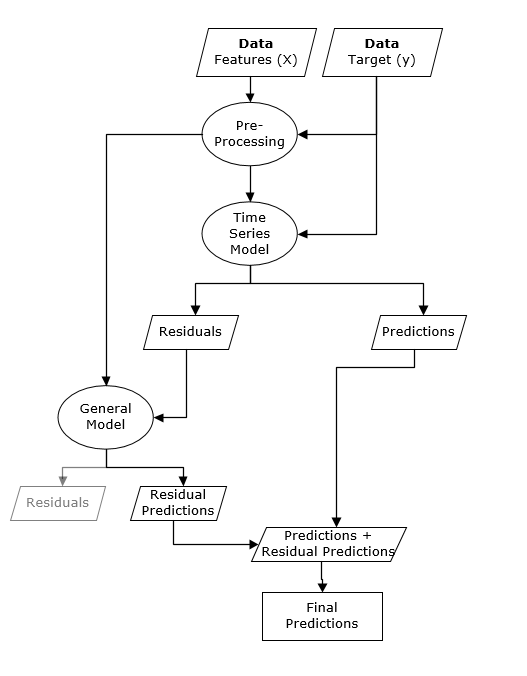 Data
Features (X)
Data
Target (y)
Pre-
Processing
Time
Series
Model
Residuals
Predictions
General
Model
Residuals
Residual
Predictions
Predictions +
Residual Predictions
Final
Predictions